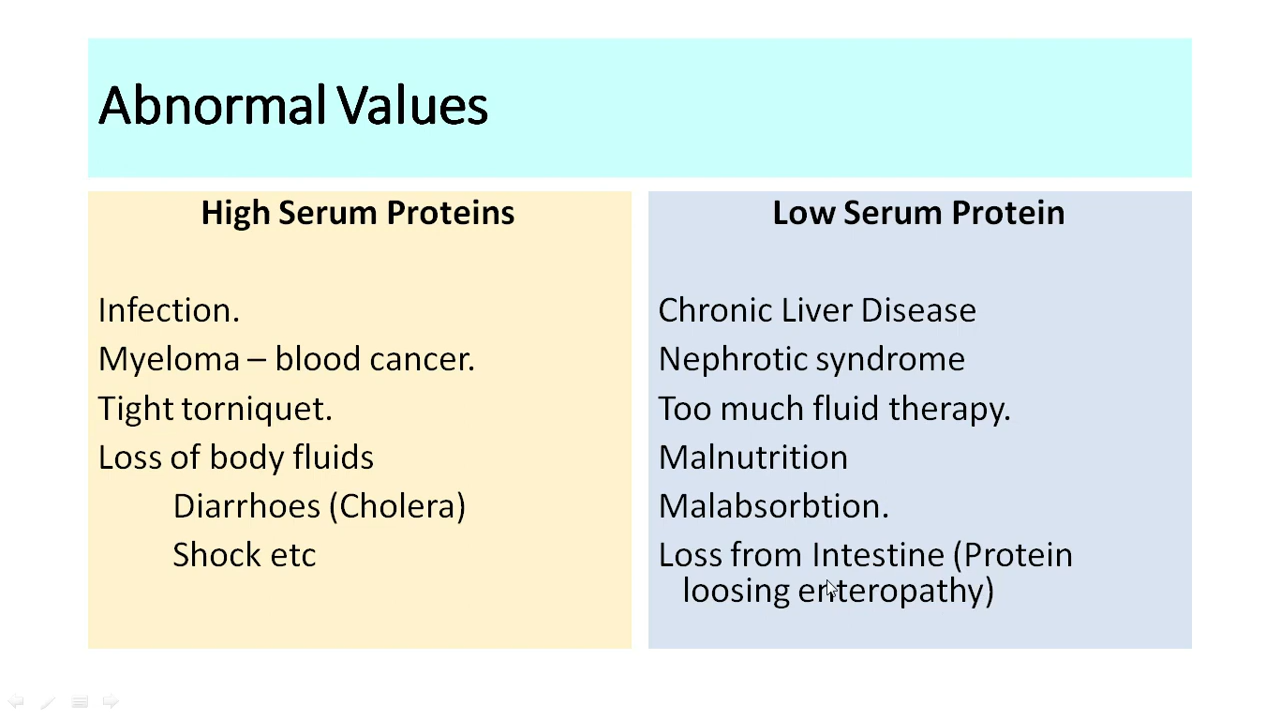 Abnormal Values
High Serum Proteins
Infection.
Myeloma – blood cancer.
Tight torniquet.
Loss of body fluids
Diarrhoes (Cholera)
Shock etc
Low Serum Protein
Chronic Liver Disease
Nephrotic syndrome
Too much fluid therapy.
Malnutrition
Malabsorbtion.
Loss from Intestine (Protein
loosing enteropathy)